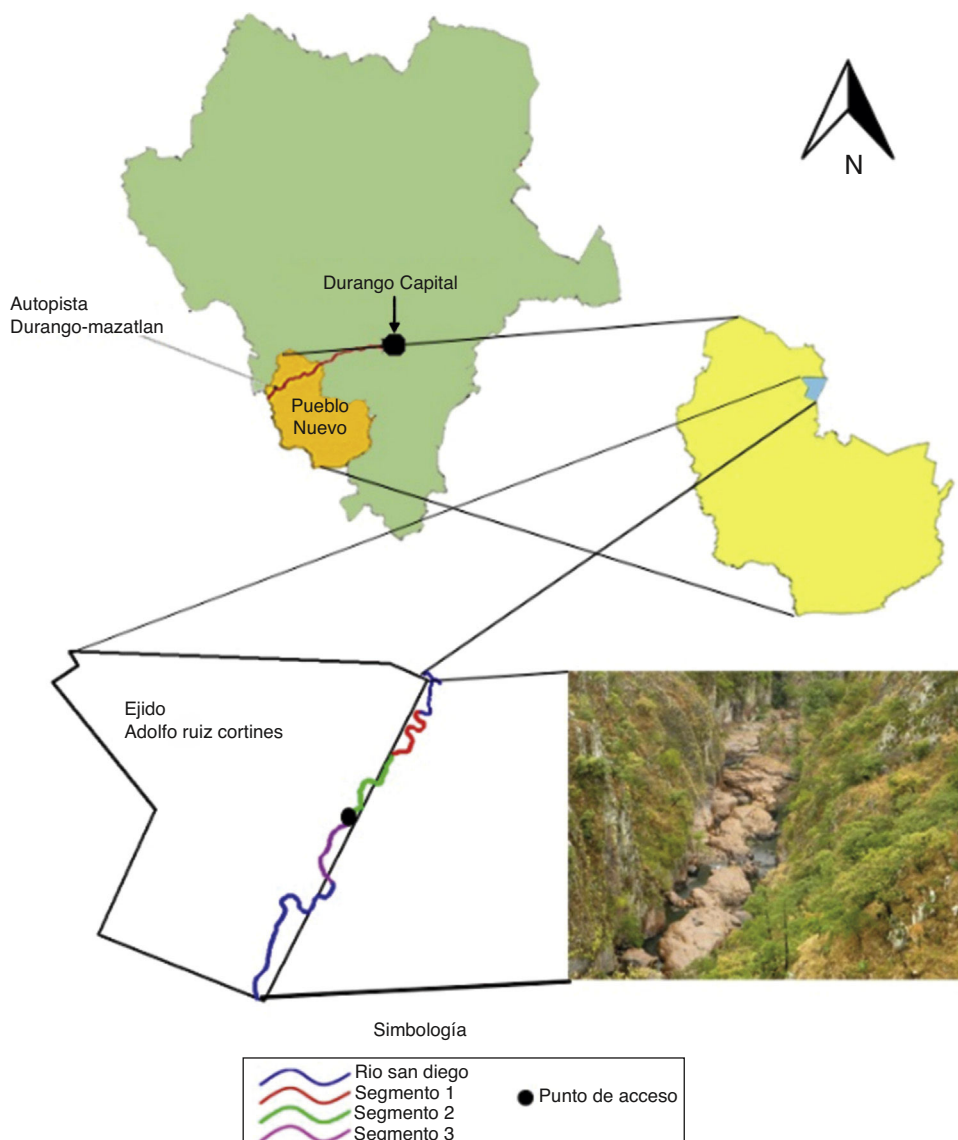 N
Durango Capital
Autopista
Durango-mazatlan
Pueblo
Nuevo
Ejido
Adolfo ruiz cortines
Simbología
Rio san diego
Segmento 1
Segmento 2
Segmento 3
Punto de acceso